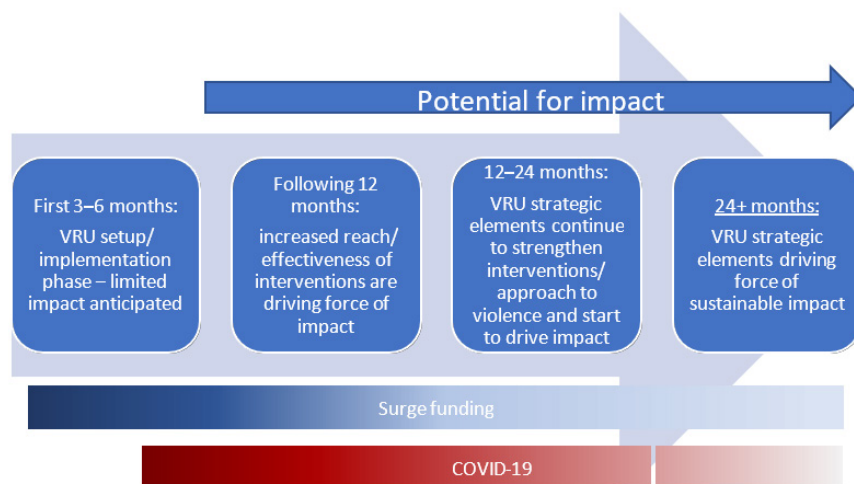 Potential for impact
First 3–6 months:
VRU setup/
implementation
phase – limited
impact anticipated
Following 12
months:
increased reach/
effectiveness of
interventions are
driving force of
impact
12–24 months:
VRU strategic
elements continue
to strengthen
interventions/
approach to
violence and start
to drive impact
24+ months:
VRU strategic
elements driving
force of
sustainable impact
Surge funding
COVID-19